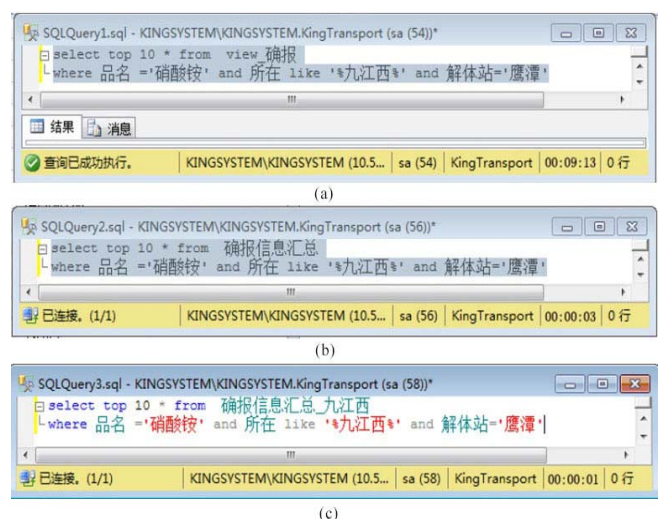 SQLQuery1.sql - KINGSYSTEM\KINGSYSTEM.KingTransport (sa (54))*
select top 10 * from view_确报
where 品名 ='硝酸铵' and 所在 like '%九江西%' and 解体站='鹰潭'
结果 消息
查询已成功执行。 KINGSYSTEM\KINGSYSTEM (10.5... sa (54) KingTransport 00:09:13 0 行
(a)
SQLQuery2.sql - KINGSYSTEM\KINGSYSTEM.KingTransport (sa (56))*
select top 10 * from 确报信息汇总
where 品名 ='硝酸铵' and 所在 like '%九江西%' and 解体站='鹰潭'
已连接。(1/1) KINGSYSTEM\KINGSYSTEM (10.5... sa (56) KingTransport 00:00:03 0 行
(b)
SQLQuery3.sql - KINGSYSTEM\KINGSYSTEM.KingTransport (sa (58))*
select top 10 * from 确报信息汇总_九江西
where 品名 ='硝酸铵' and 所在 like '%九江西%' and 解体站='鹰潭'
已连接。(1/1) KINGSYSTEM\KINGSYSTEM (10.5... sa (58) KingTransport 00:00:01 0 行
(c)